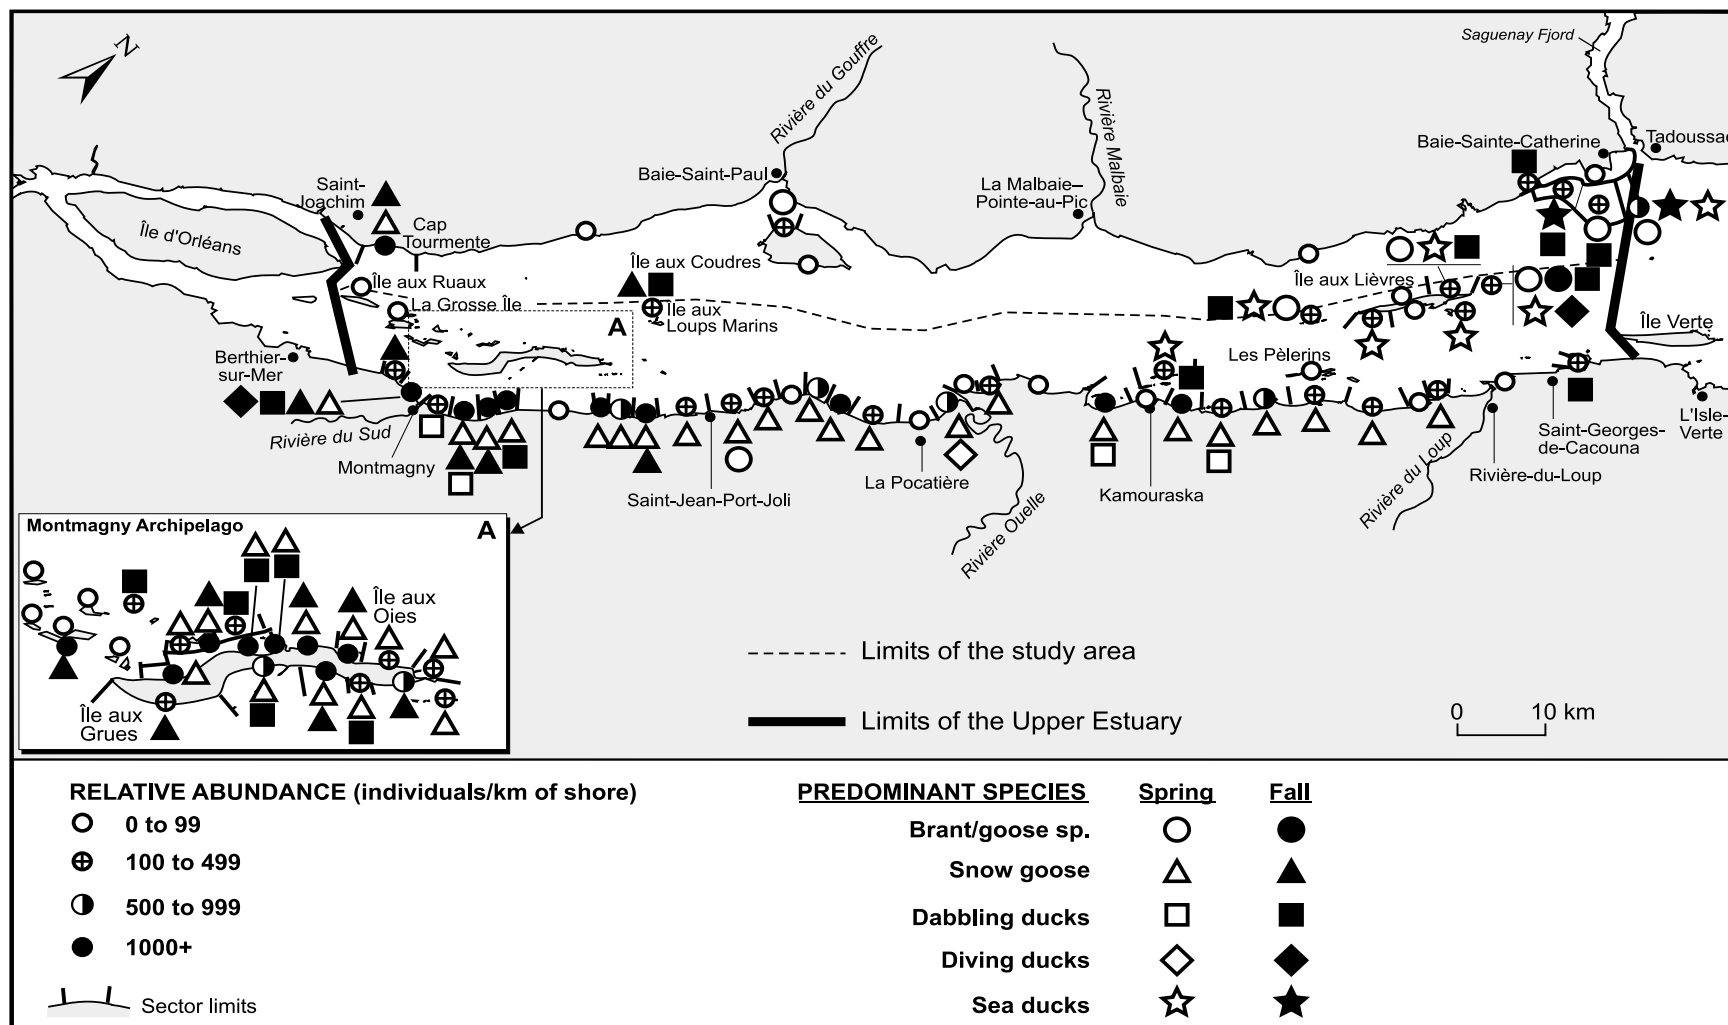 N
Saguenay Fjord
Rivière du Gouffre
Rivière Malbaie
Baie-Sainte-Catherine
Tadoussac
Baie-Saint-Paul
Saint-
Joachim
La Malbaie–
Pointe-au-Pic
Île d'Orléans
Cap
Tourmente
Île aux Coudres
Île aux Lièvres
Île aux Ruaux
La Grosse Île
Île aux
Loups Marins
A
Île Verte
Berthier-
sur-Mer
Les Pèlerins
Rivière du Sud
Montmagny
Saint-Jean-Port-Joli
La Pocatière
Rivière Ouelle
Kamouraska
Rivière du Loup
Rivière-du-Loup
Saint-Georges-
de-Cacouna
L'Isle-
Verte
Montmagny Archipelago
A
Île aux
Oies
Île aux
Grues
Limits of the study area
Limits of the Upper Estuary
0 10 km
RELATIVE ABUNDANCE (individuals/km of shore)
0 to 99
100 to 499
500 to 999
1000+
Sector limits
PREDOMINANT SPECIES Spring Fall
Brant/goose sp.
Snow goose
Dabbling ducks
Diving ducks
Sea ducks